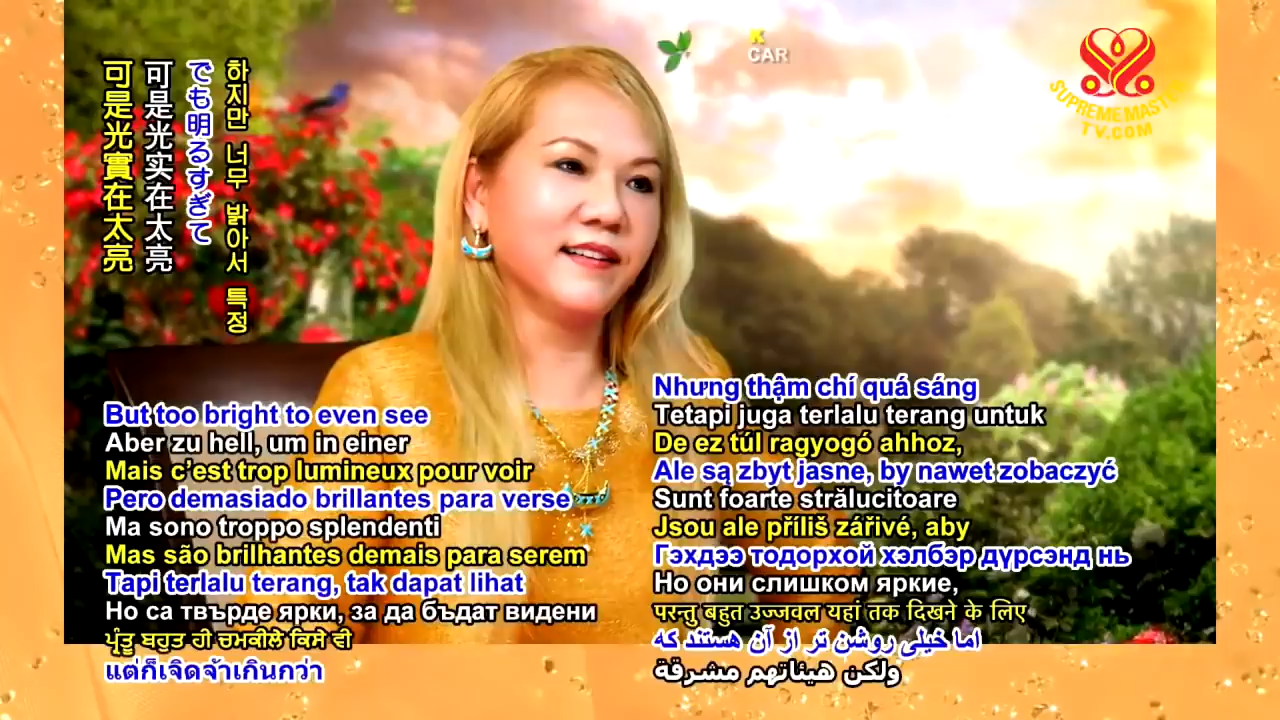 하지만 너무 밝아서 특정
でも明るすぎて
可是光实在太亮
可是光實在太亮
K
CAR
SUPREMEMASTER
TV.COM
But too bright to even see
Aber zu hell, um in einer
Mais c’est trop lumineux pour voir
Pero demasiado brillantes para verse
Ma sono troppo splendenti
Mas são brilhantes demais para serem
Tapi terlalu terang, tak dapat lihat
Но са твърде ярки, за да бъдат видени
ਪ੍ਰੰਤੂ ਬਹੁਤ ਹੀ ਚਮਕੀਲੇ ਕਿਸੇ ਵੀ
แต่ก็เจิดจ้าเกินกว่า
Nhưng thậm chí quá sáng
Tetapi juga terlalu terang untuk
De ez túl ragyogó ahhoz,
Ale są zbyt jasne, by nawet zobaczyć
Sunt foarte strălucitoare
Jsou ale příliš zářivé, aby
Гэхдээ тодорхой хэлбэр дүрсэнд нь
Но они слишком яркие,
परन्तु बहुत उज्जवल यहां तक दिखने के लिए
اما خیلی روشن تر از آن هستند که
ولكن هيئاتهم مشرقة